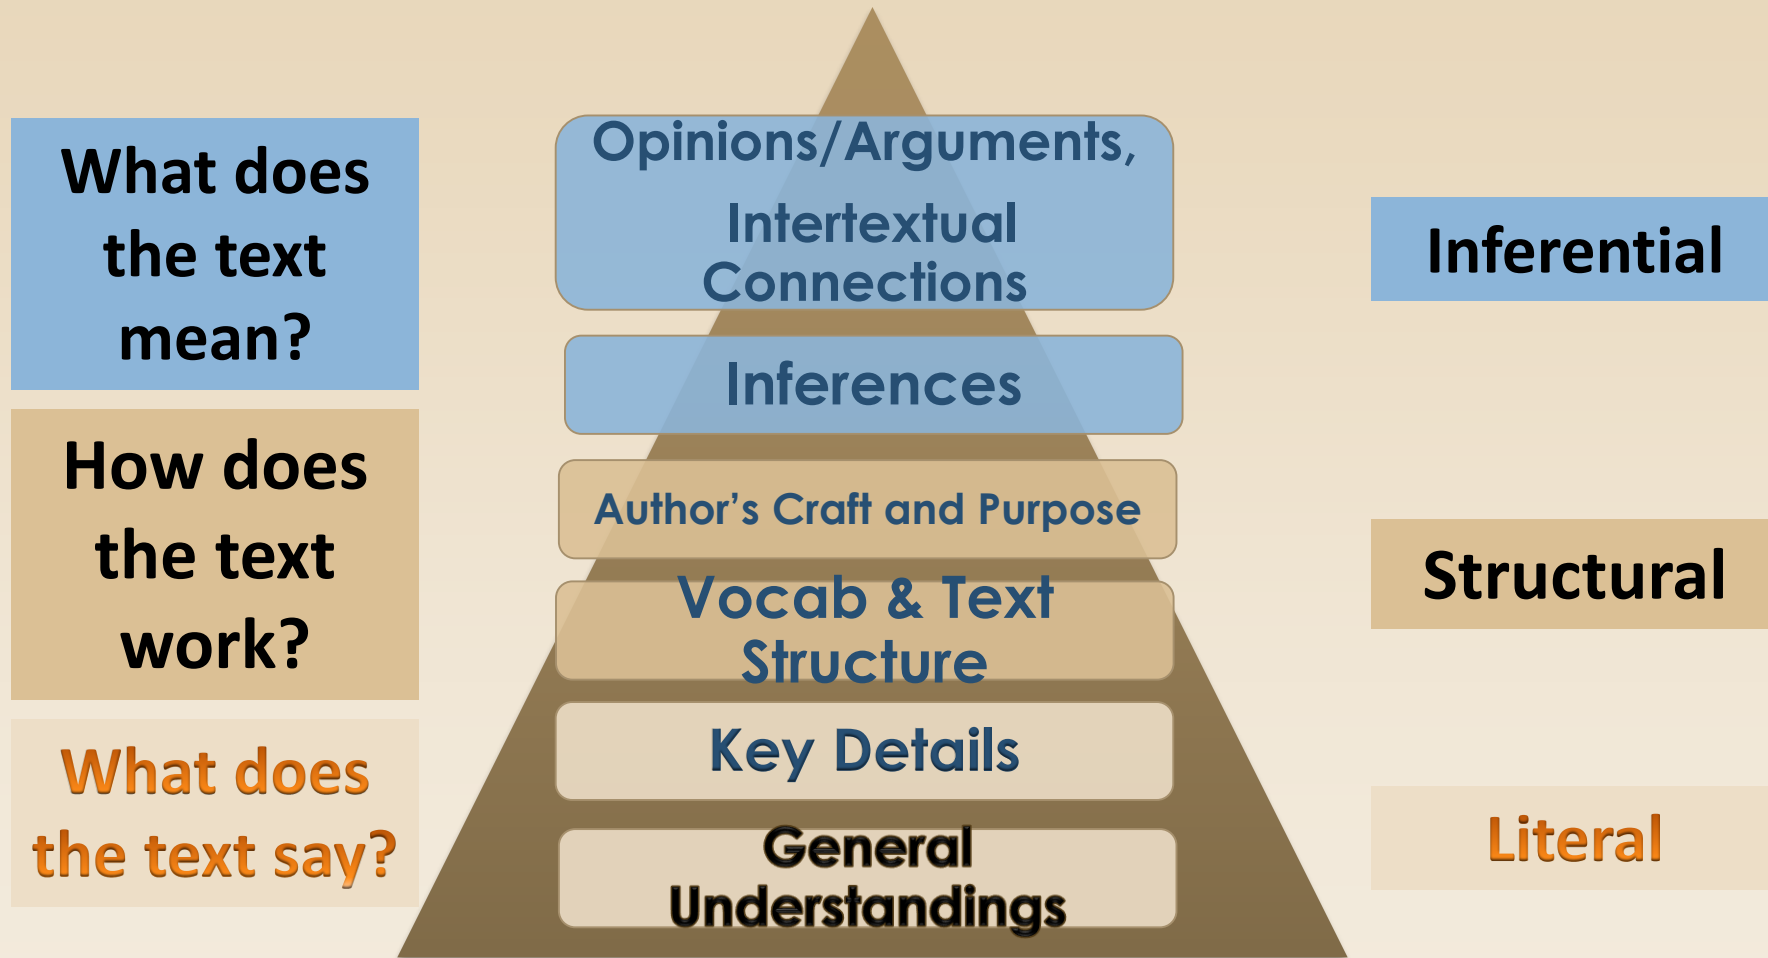 What does
the text
mean?
How does
the text
work?
What does
the text say?
Opinions/Arguments,
Intertextual
Connections
Inferences
Author’s Craft and Purpose
Vocab & Text
Structure
Key Details
General
Understandings
Inferential
Structural
Literal